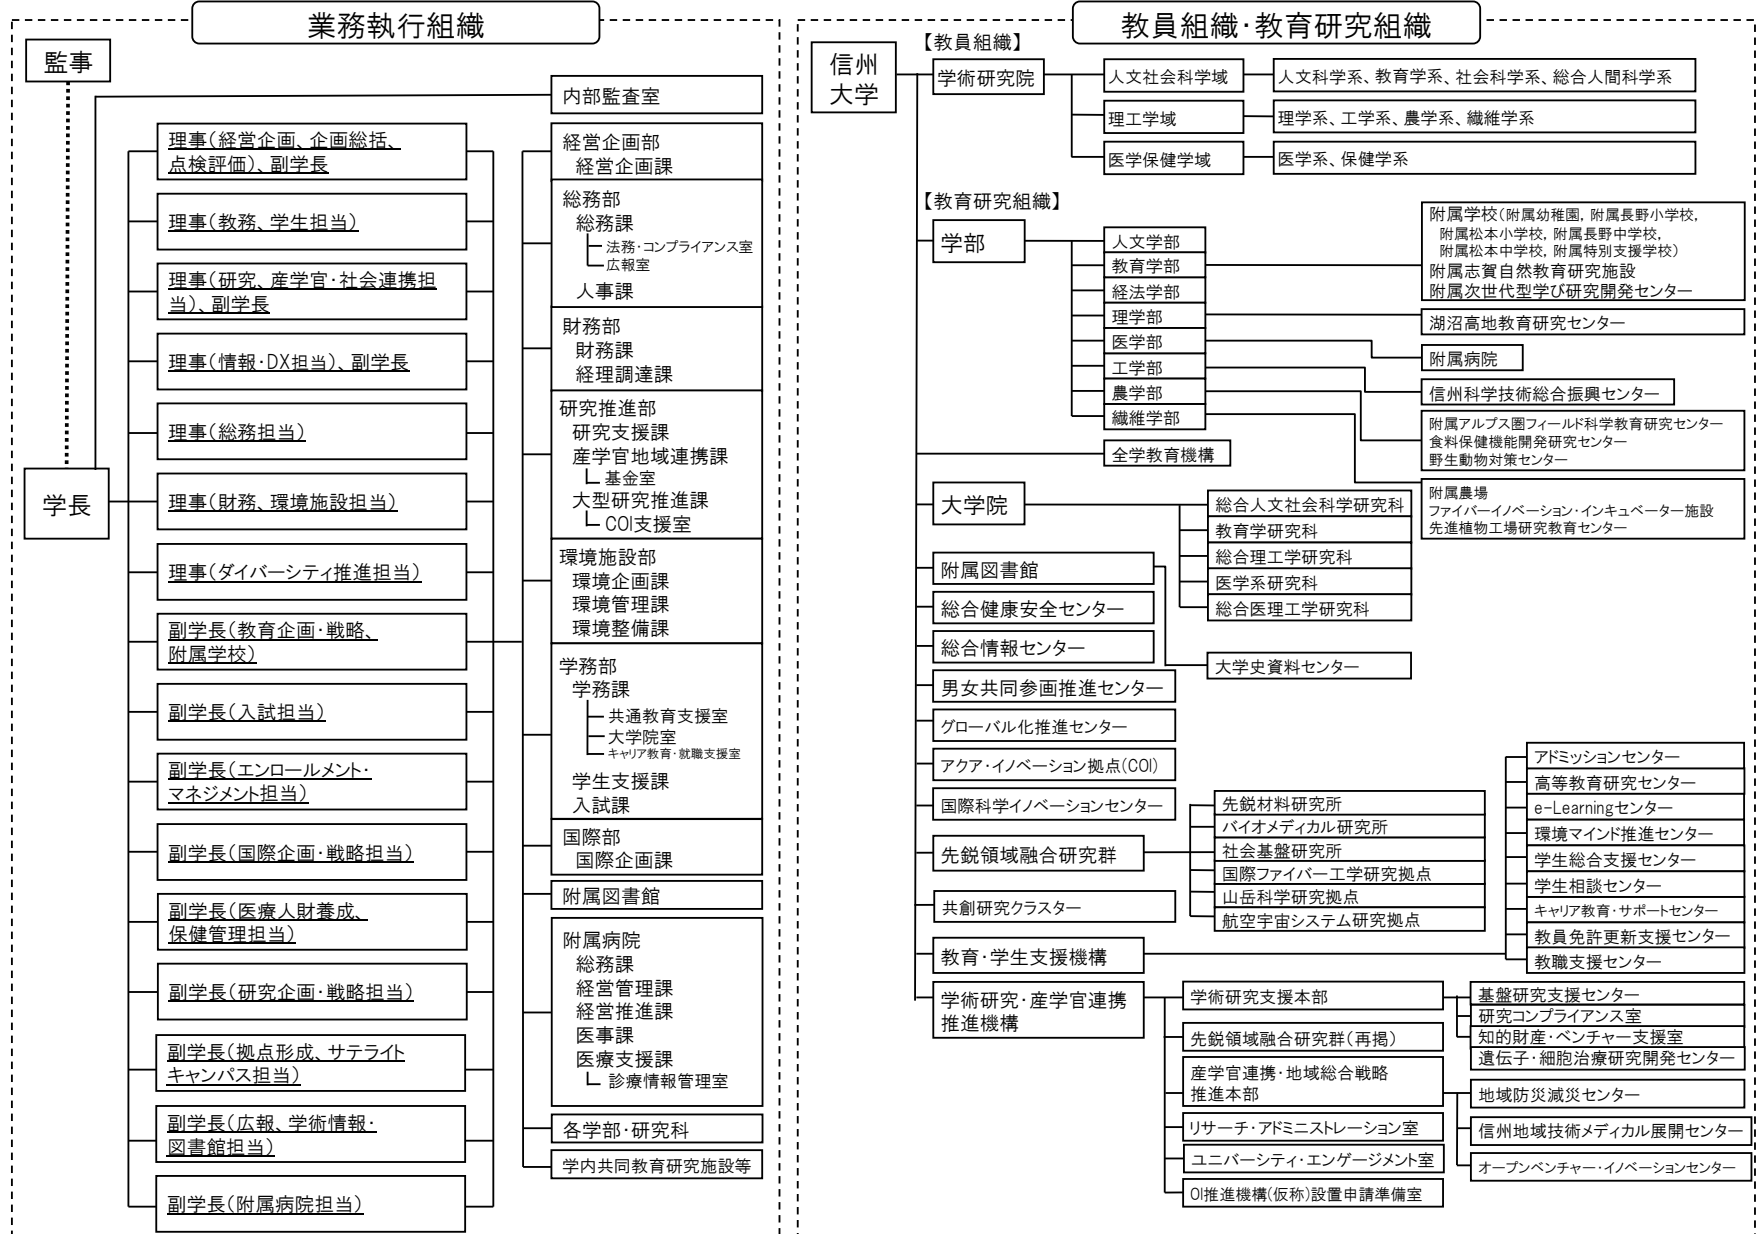 業務執行組織
監事
学長
内部監査室
理事（経営企画、企画総括、
点検評価）、副学長
理事（教務、学生担当）
理事（研究、産学官・社会連携担
当）、副学長
理事（情報・DX担当）、副学長
理事（総務担当）
理事（財務、環境施設担当）
理事（ダイバーシティ推進担当）
副学長（教育企画・戦略、
附属学校）
副学長（入試担当）
副学長（エンロールメント・
マネジメント担当）
副学長（国際企画・戦略担当）
副学長（医療人財養成、
保健管理担当）
副学長（研究企画・戦略担当）
副学長（拠点形成、サテライト
キャンパス担当）
副学長（広報、学術情報・
図書館担当）
副学長（附属病院担当）
経営企画部
経営企画課
総務部
総務課
法務・コンプライアンス室
広報室
人事課
財務部
財務課
経理調達課
研究推進部
研究支援課
産学官地域連携課
基金室
大型研究推進課
COI支援室
環境施設部
環境企画課
環境管理課
環境整備課
学務部
学務課
共通教育支援室
大学院室
キャリア教育・就職支援室
学生支援課
入試課
国際部
国際企画課
附属図書館
附属病院
総務課
経営管理課
経営推進課
医事課
医療支援課
診療情報管理室
各学部・研究科
学内共同教育研究施設等
教員組織・教育研究組織
信州
大学
【教員組織】
学術研究院
人文社会科学域
人文科学系、教育学系、社会科学系、総合人間科学系
理工学域
理学系、工学系、農学系、繊維学系
医学保健学域
医学系、保健学系
【教育研究組織】
学部
人文学部
教育学部
経法学部
理学部
医学部
工学部
農学部
繊維学部
附属学校（附属幼稚園，附属長野小学校，
附属松本小学校，附属長野中学校，
附属松本中学校，附属特別支援学校）
附属志賀自然教育研究施設
附属次世代型学び研究開発センター
湖沼高地教育研究センター
附属病院
信州科学技術総合振興センター
附属アルプス圏フィールド科学教育研究センター
食料保健機能開発研究センター
野生動物対策センター
附属農場
ファイバーイノベーション・インキュベーター施設
先進植物工場研究教育センター
全学教育機構
大学院
総合人文社会科学研究科
教育学研究科
総合理工学研究科
医学系研究科
総合医理工学研究科
附属図書館
大学史資料センター
総合健康安全センター
総合情報センター
男女共同参画推進センター
グローバル化推進センター
アクア・イノベーション拠点(COI)
国際科学イノベーションセンター
先鋭領域融合研究群
先鋭材料研究所
バイオメディカル研究所
社会基盤研究所
国際ファイバー工学研究拠点
山岳科学研究拠点
航空宇宙システム研究拠点
共創研究クラスター
教育・学生支援機構
アドミッションセンター
高等教育研究センター
e-Learningセンター
環境マインド推進センター
学生総合支援センター
学生相談センター
キャリア教育・サポートセンター
教員免許更新支援センター
教職支援センター
学術研究・産学官連携
推進機構
学術研究支援本部
基盤研究支援センター
研究コンプライアンス室
知的財産・ベンチャー支援室
遺伝子・細胞治療研究開発センター
先鋭領域融合研究群（再掲）
産学官連携・地域総合戦略
推進本部
地域防災減災センター
信州地域技術メディカル展開センター
オープンベンチャー・イノベーションセンター
リサーチ・アドミニストレーション室
ユニバーシティ・エンゲージメント室
OI推進機構(仮称)設置申請準備室